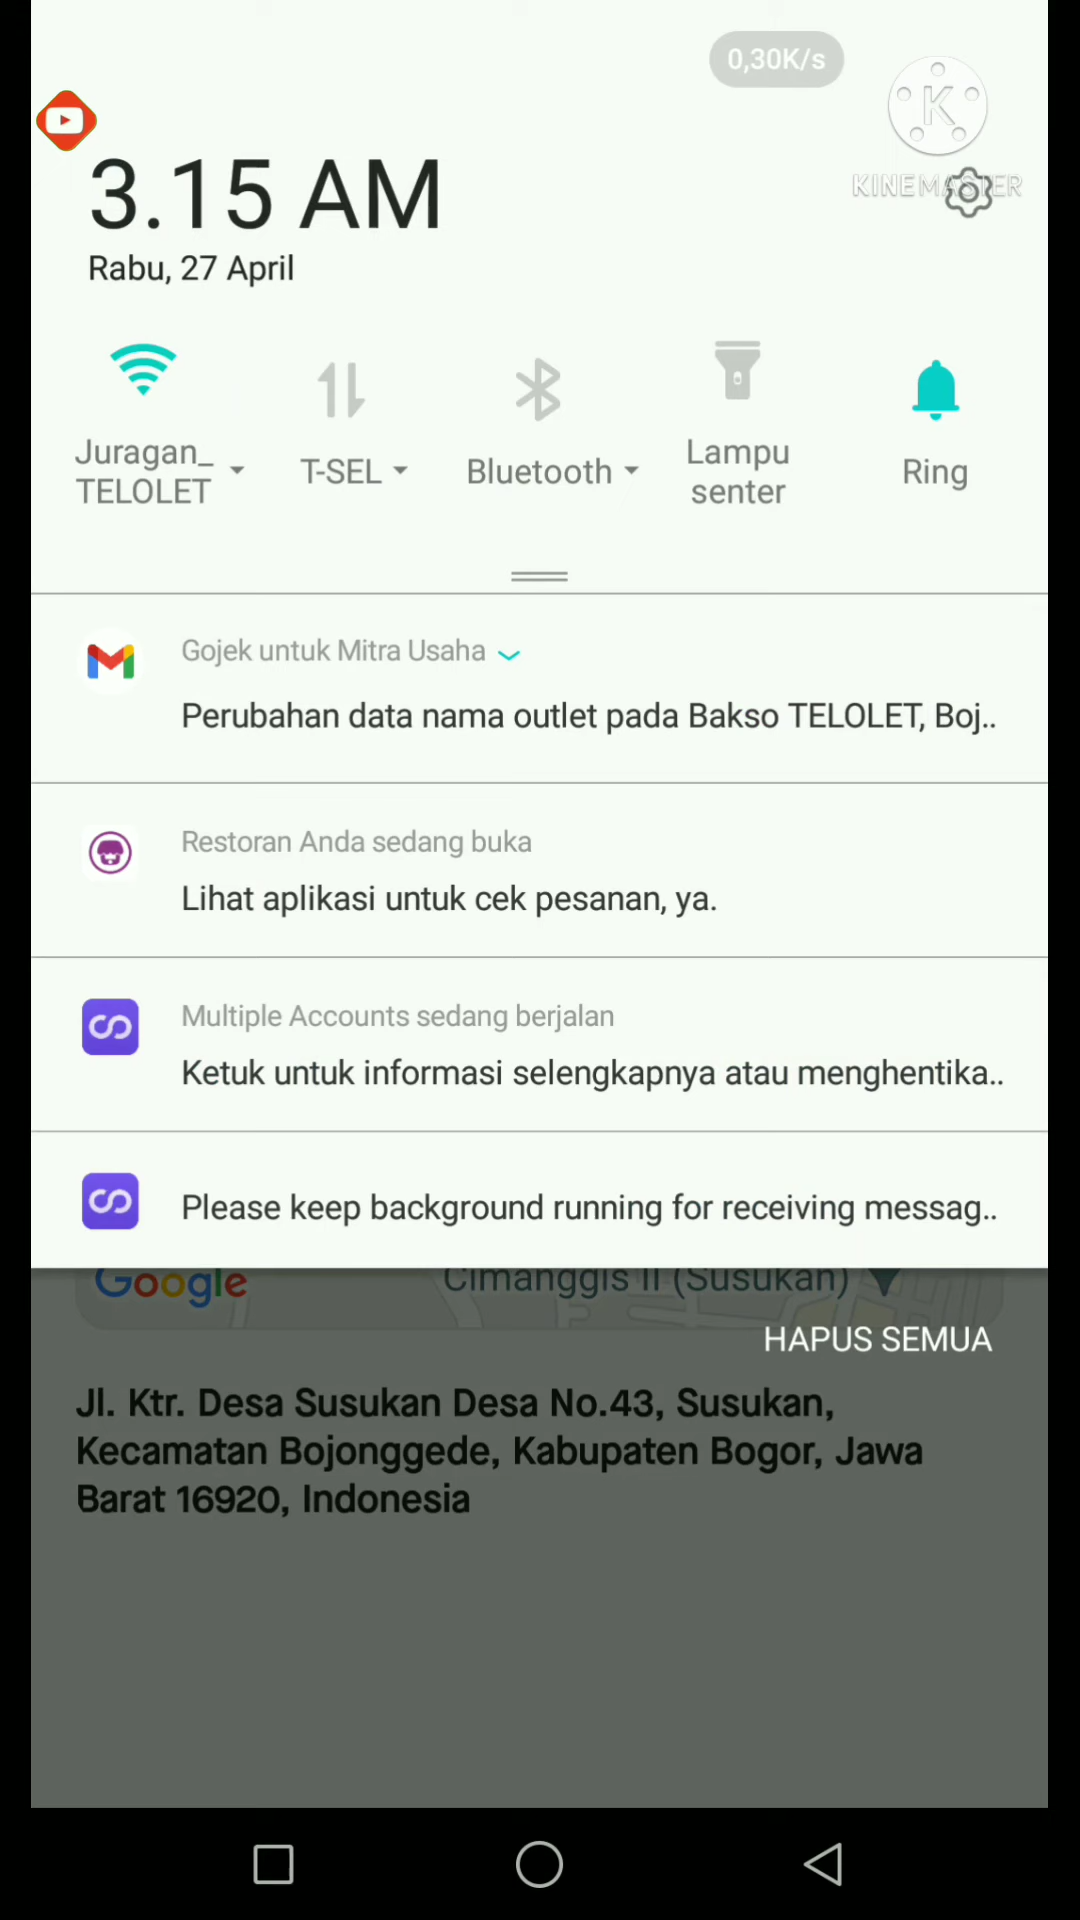 0,30K/s
K
KINEMASTER
3.15 AM
Rabu, 27 April
Juragan_
TELOLET
T-SEL
Bluetooth
Lampu
senter
Ring
Gojek untuk Mitra Usaha
Perubahan data nama outlet pada Bakso TELOLET, Boj..
Restoran Anda sedang buka
Lihat aplikasi untuk cek pesanan, ya.
Multiple Accounts sedang berjalan
Ketuk untuk informasi selengkapnya atau menghentika..
Please keep background running for receiving messag..
Google
Cimanggis II (Susukan)
HAPUS SEMUA
Jl. Ktr. Desa Susukan Desa No.43, Susukan,
Kecamatan Bojonggede, Kabupaten Bogor, Jawa
Barat 16920, Indonesia